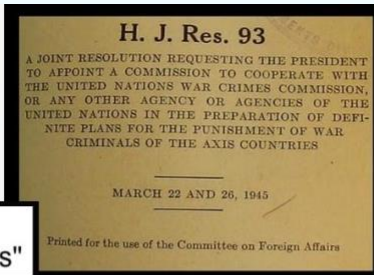 H. J. Res. 93
A JOINT RESOLUTION REQUESTING THE PRESIDENT
TO APPOINT A COMMISSION TO COOPERATE WITH
THE UNITED NATIONS WAR CRIMES COMMISSION,
OR ANY OTHER AGENCY OR AGENCIES OF THE
UNITED NATIONS IN THE PREPARATION OF DEFI-
NITE PLANS FOR THE PUNISHMENT OF WAR
CRIMINALS OF THE AXIS COUNTRIES
MARCH 22 AND 26, 1945
Printed for the use of the Committee on Foreign Affairs
s"